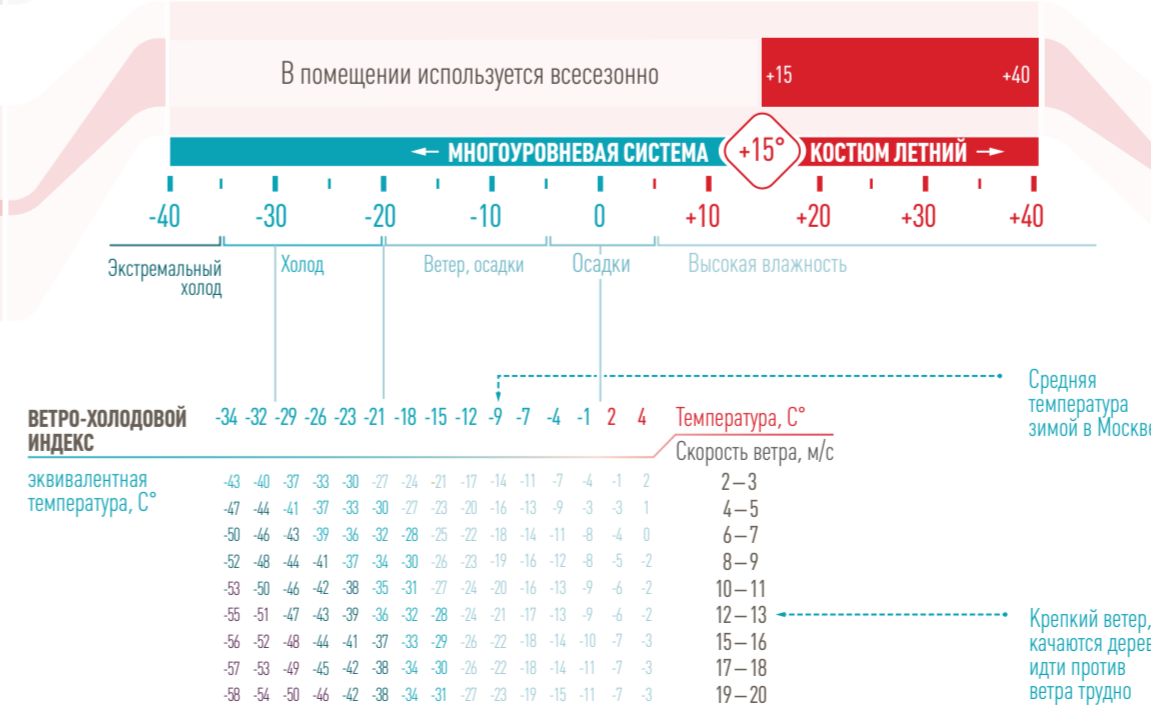 В помещении используется всесезонно
+15
+40
← МНОГОУРОВНЕВАЯ СИСТЕМА
+15°
КОСТЮМ ЛЕТНИЙ →
-40 -30 -20 -10 0 +10 +20 +30 +40
Экстремальный
холод
Холод
Ветер, осадки
Осадки
Высокая влажность
Средняя
температура
зимой в Москве
ВЕТРО-ХОЛОДОВОЙ
ИНДЕКС
-34 -32 -29 -26 -23 -21 -18 -15 -12 -9 -7 -4 -1 2 4 Температура, C°
Скорость ветра, м/с
эквивалентная
температура, C°
-43 -40 -37 -33 -30 -27 -24 -21 -17 -14 -11 -7 -4 -1 2 2—3
-47 -44 -41 -37 -33 -30 -27 -23 -20 -16 -13 -9 -3 -3 1 4—5
-50 -46 -43 -39 -36 -32 -28 -25 -22 -18 -14 -11 -8 -4 0 6—7
-52 -48 -44 -41 -37 -34 -30 -26 -23 -19 -16 -12 -8 -5 -2 8—9
-53 -50 -46 -42 -38 -35 -31 -27 -24 -20 -16 -13 -9 -6 -2 10—11
-55 -51 -47 -43 -39 -36 -32 -28 -24 -21 -17 -13 -9 -6 -2 12—13
-56 -52 -48 -44 -41 -37 -33 -29 -26 -22 -18 -14 -10 -7 -3 15—16
-57 -53 -49 -45 -42 -38 -34 -30 -26 -22 -18 -14 -11 -7 -3 17—18
-58 -54 -50 -46 -42 -38 -34 -31 -27 -23 -19 -15 -11 -7 -3 19—20
Крепкий ветер,
качаются дерев
идти против
ветра трудно